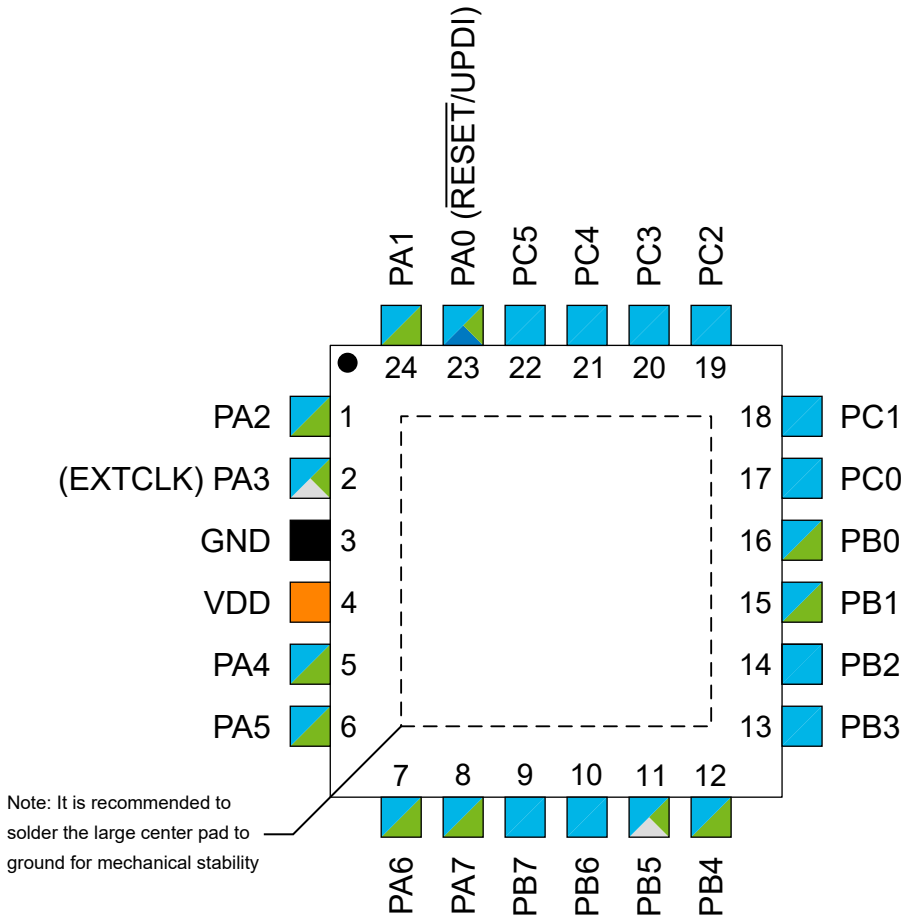 PA0 (RESET/UPDI)
PA1
PC5
PC4
PC3
PC2
24
23
22
21
20
19
PA2
1
18
PC1
(EXTCLK) PA3
2
17
PC0
GND
3
16
PB0
VDD
4
15
PB1
PA4
5
14
PB2
PA5
6
13
PB3
7
8
9
10
11
12
Note: It is recommended to
solder the large center pad to
ground for mechanical stability
PA6
PA7
PB7
PB6
PB5
PB4